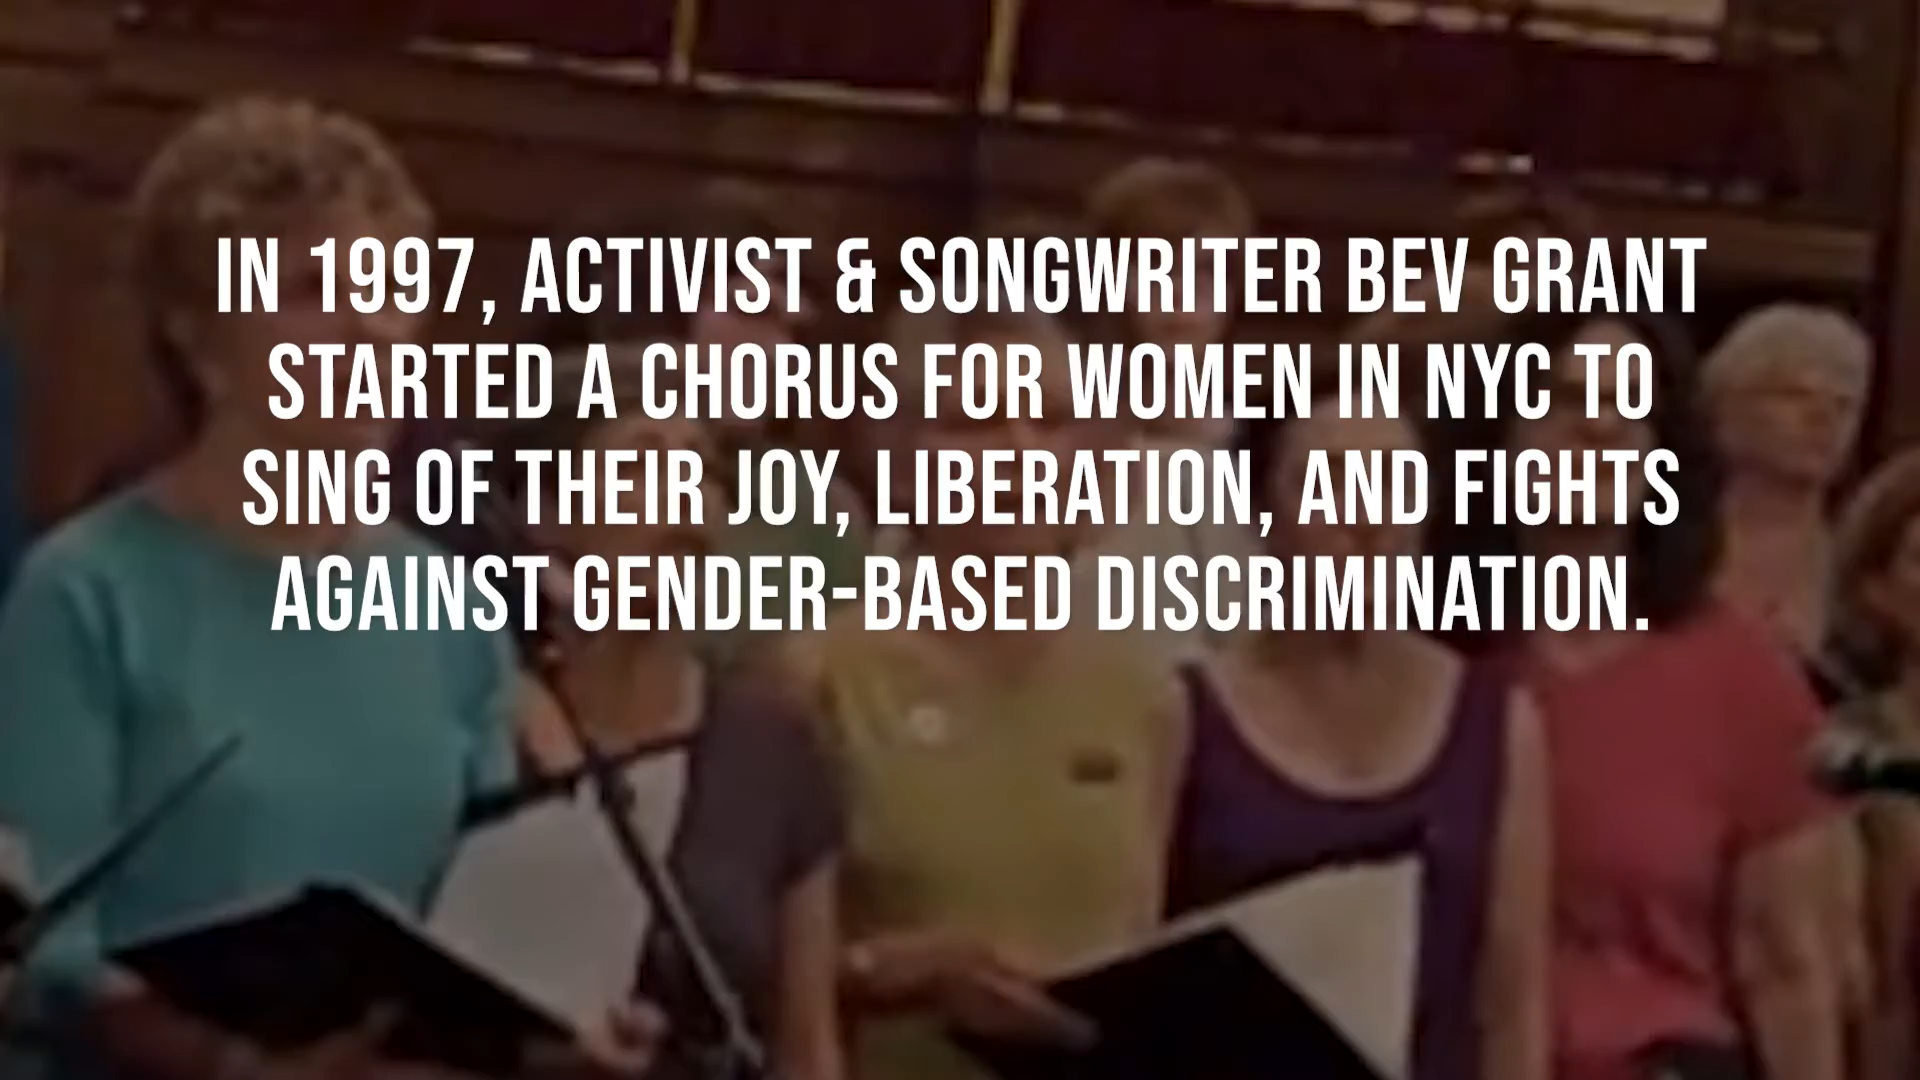 IN 1997, ACTIVIST & SONGWRITER BEV GRANT
STARTED A CHORUS FOR WOMEN IN NYC TO
SING OF THEIR JOY, LIBERATION, AND FIGHTS
AGAINST GENDER-BASED DISCRIMINATION.